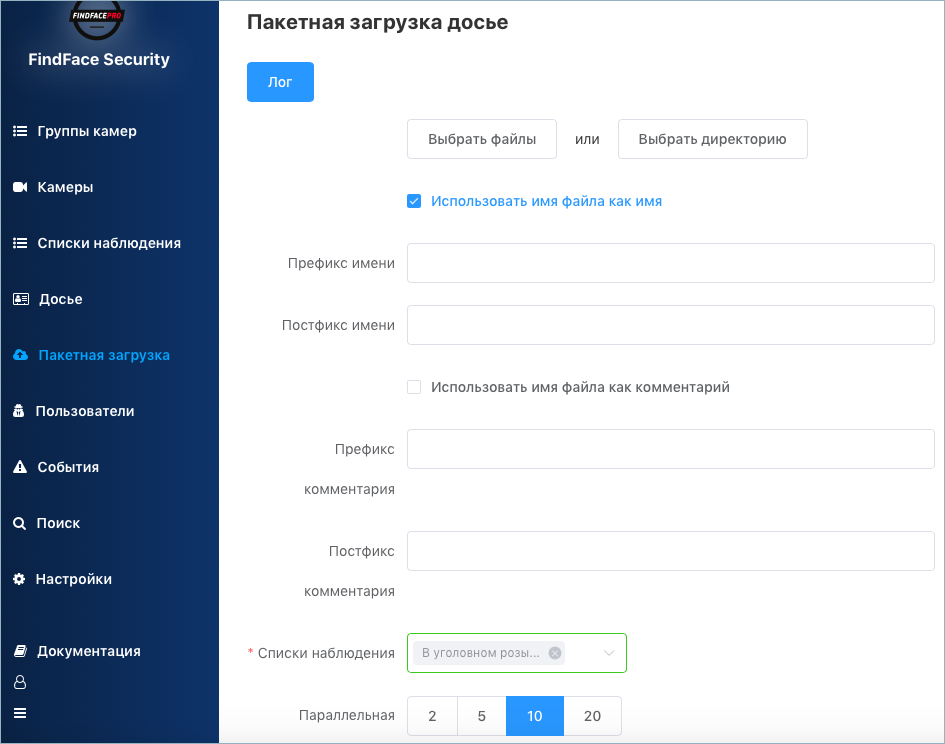 FINDFACEPRO
FindFace Security
Группы камер
Камеры
Списки наблюдения
Досье
Пакетная загрузка
Пользователи
События
Поиск
Настройки
Документация
Пакетная загрузка досье
Лог
Выбрать файлы или Выбрать директорию
Использовать имя файла как имя
Префикс имени
Постфикс имени
Использовать имя файла как комментарий
Префикс
комментария
Постфикс
комментария
* Списки наблюдения В уголовном розы...
Параллельная 2 5 10 20